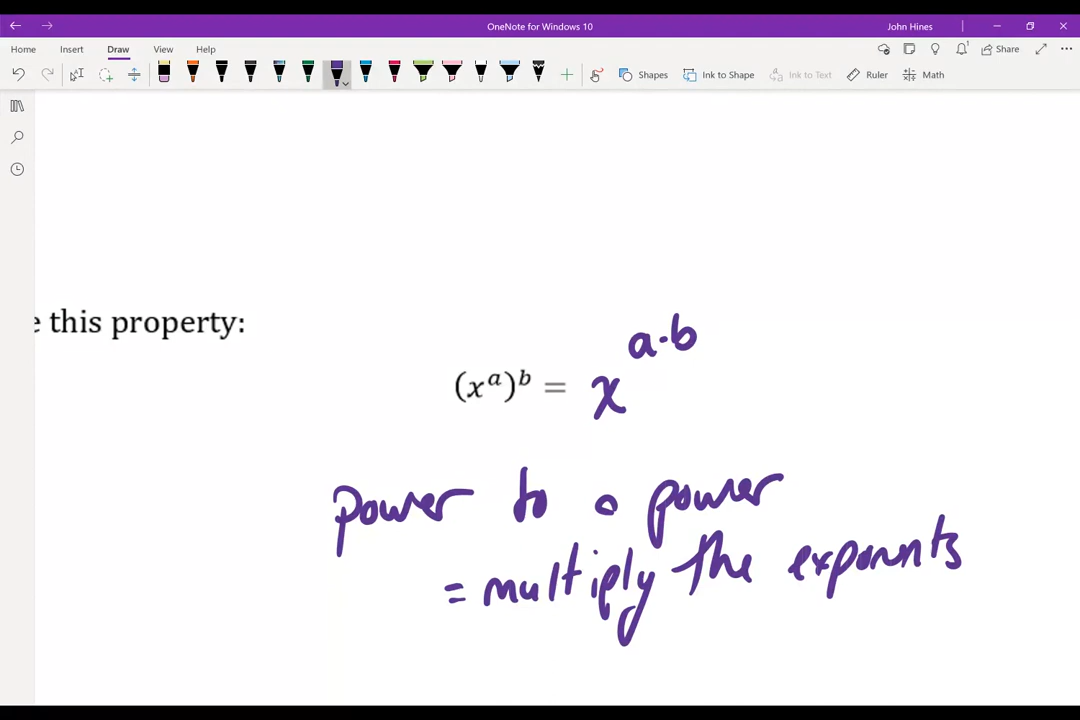 OneNote for Windows 10
John Hines
Home Insert Draw View Help
Share
Shapes Ink to Shape Ink to Text Ruler Math
e this property:
(xᵃ)ᵇ = x^{a·b}
power to a power
= multiply the exponents